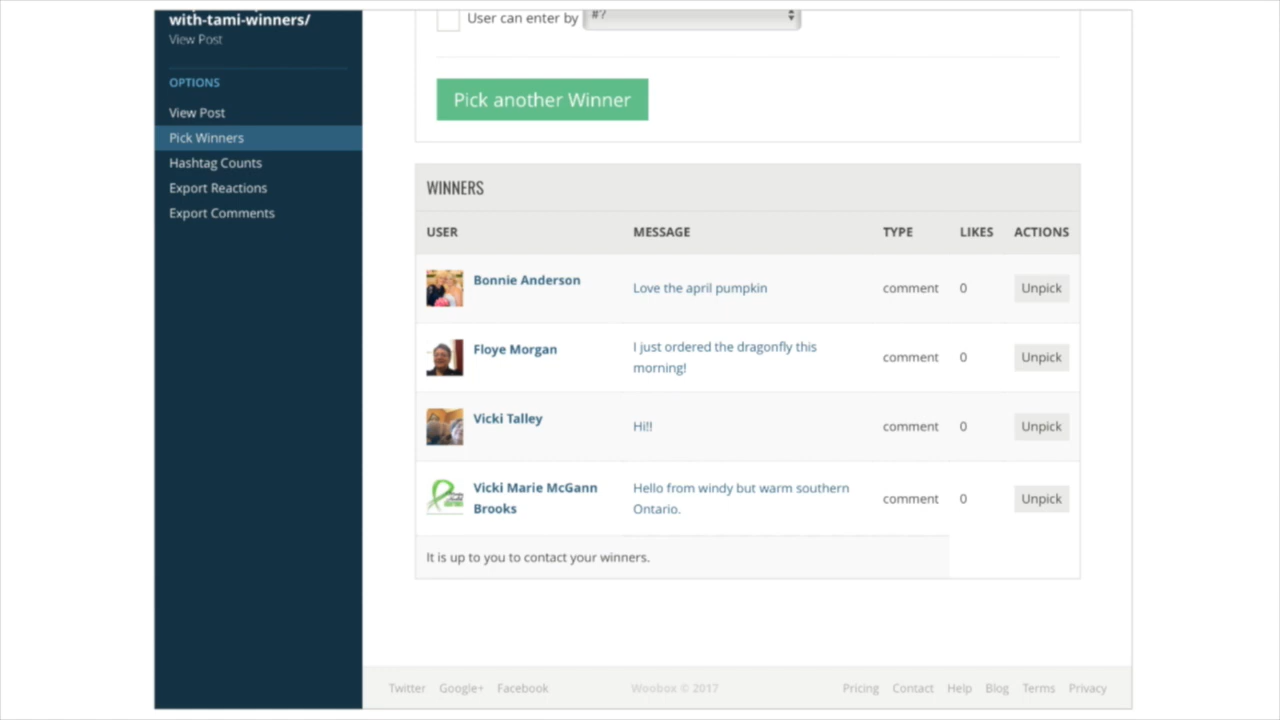 with-tami-winners/
View Post
OPTIONS
View Post
Pick Winners
Hashtag Counts
Export Reactions
Export Comments
User can enter by #?
Pick another Winner
WINNERS
USER MESSAGE TYPE LIKES ACTIONS
Bonnie Anderson Love the april pumpkin comment 0 Unpick
Floye Morgan I just ordered the dragonfly this comment 0 Unpick
morning!
Vicki Talley Hi!! comment 0 Unpick
Vicki Marie McGann Hello from windy but warm southern comment 0 Unpick
Brooks Ontario.
It is up to you to contact your winners.
Twitter Google+ Facebook Woobox © 2017 Pricing Contact Help Blog Terms Privacy